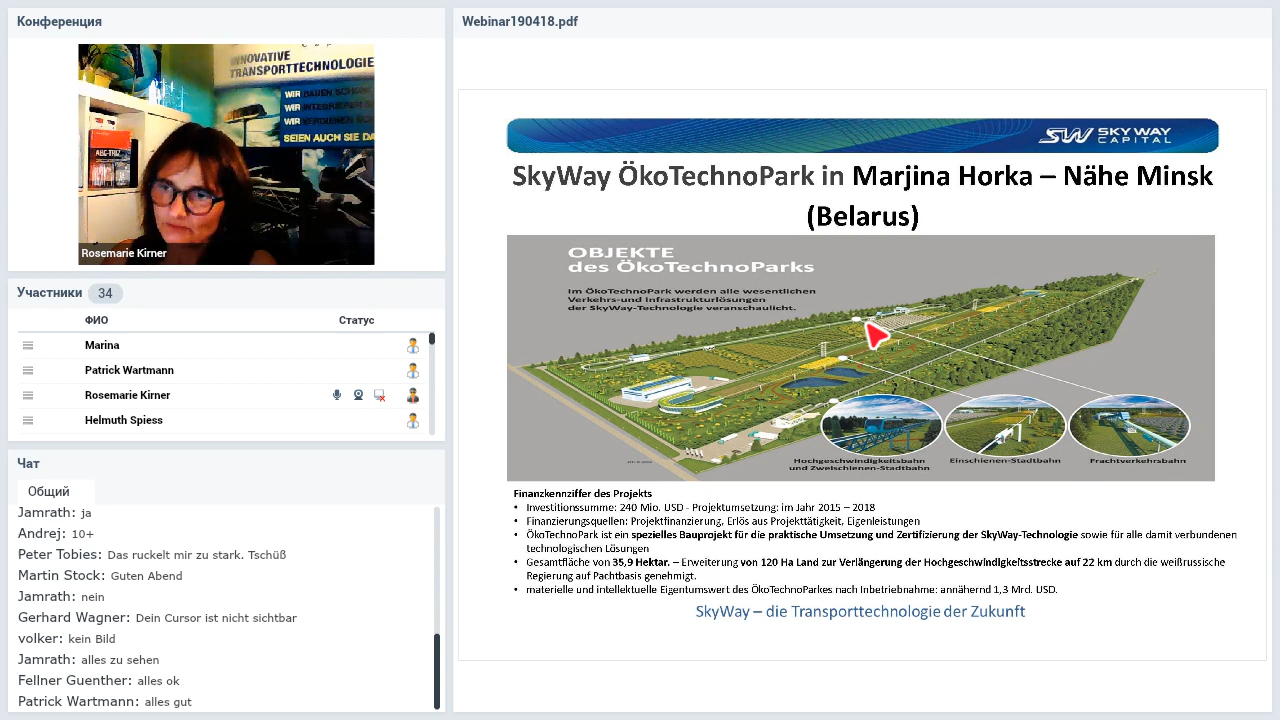 Конференция
INNOVATIVE
TRANSPORTTECHNOLOGIE
WIR BAUEN
WIR
WIR
SEIEN AUCH SIE DA
Rosemarie Kirner
Участники 34
ФИО Статус
Marina
Patrick Wartmann
Rosemarie Kirner
Helmuth Spiess
Чат
Общий
Jamrath: ja
Andrej: 10+
Peter Tobies: Das ruckelt mir zu stark. Tschüß
Martin Stock: Guten Abend
Jamrath: nein
Gerhard Wagner: Dein Cursor ist nicht sichtbar
volker: kein Bild
Jamrath: alles zu sehen
Fellner Guenther: alles ok
Patrick Wartmann: alles gut
Webinar190418.pdf
SW SKY WAY
CAPITAL
SkyWay ÖkoTechnoPark in Marjina Horka – Nähe Minsk
(Belarus)
OBJEKTE
des ÖkoTechnoParks
Im ÖkoTechnoPark werden alle wesentlichen
Verkehrs-und Infrastrukturlösungen
der SkyWay-Technologie veranschaulicht.
Hochgeschwindigkeitsbahn
und Zweischienen-Stadtbahn
Einschienen-Stadtbahn
Frachtverkehrsbahn
Finanzkennziffer des Projekts
• Investitionssumme: 240 Mio. USD - Projektumsetzung: im Jahr 2015 – 2018
• Finanzierungsquellen: Projektfinanzierung, Erlös aus Projekttätigkeit, Eigenleistungen
• ÖkoTechnoPark ist ein spezielles Bauprojekt für die praktische Umsetzung und Zertifizierung der SkyWay-Technologie sowie für alle damit verbundenen
technologischen Lösungen
• Gesamtfläche von 35,9 Hektar. – Erweiterung von 120 Ha Land zur Verlängerung der Hochgeschwindigkeitsstrecke auf 22 km durch die weißrussische
Regierung auf Pachtbasis genehmigt.
• materielle und intellektuelle Eigentumswert des ÖkoTechnoParkes nach Inbetriebnahme: annähernd 1,3 Mrd. USD.
SkyWay – die Transporttechnologie der Zukunft